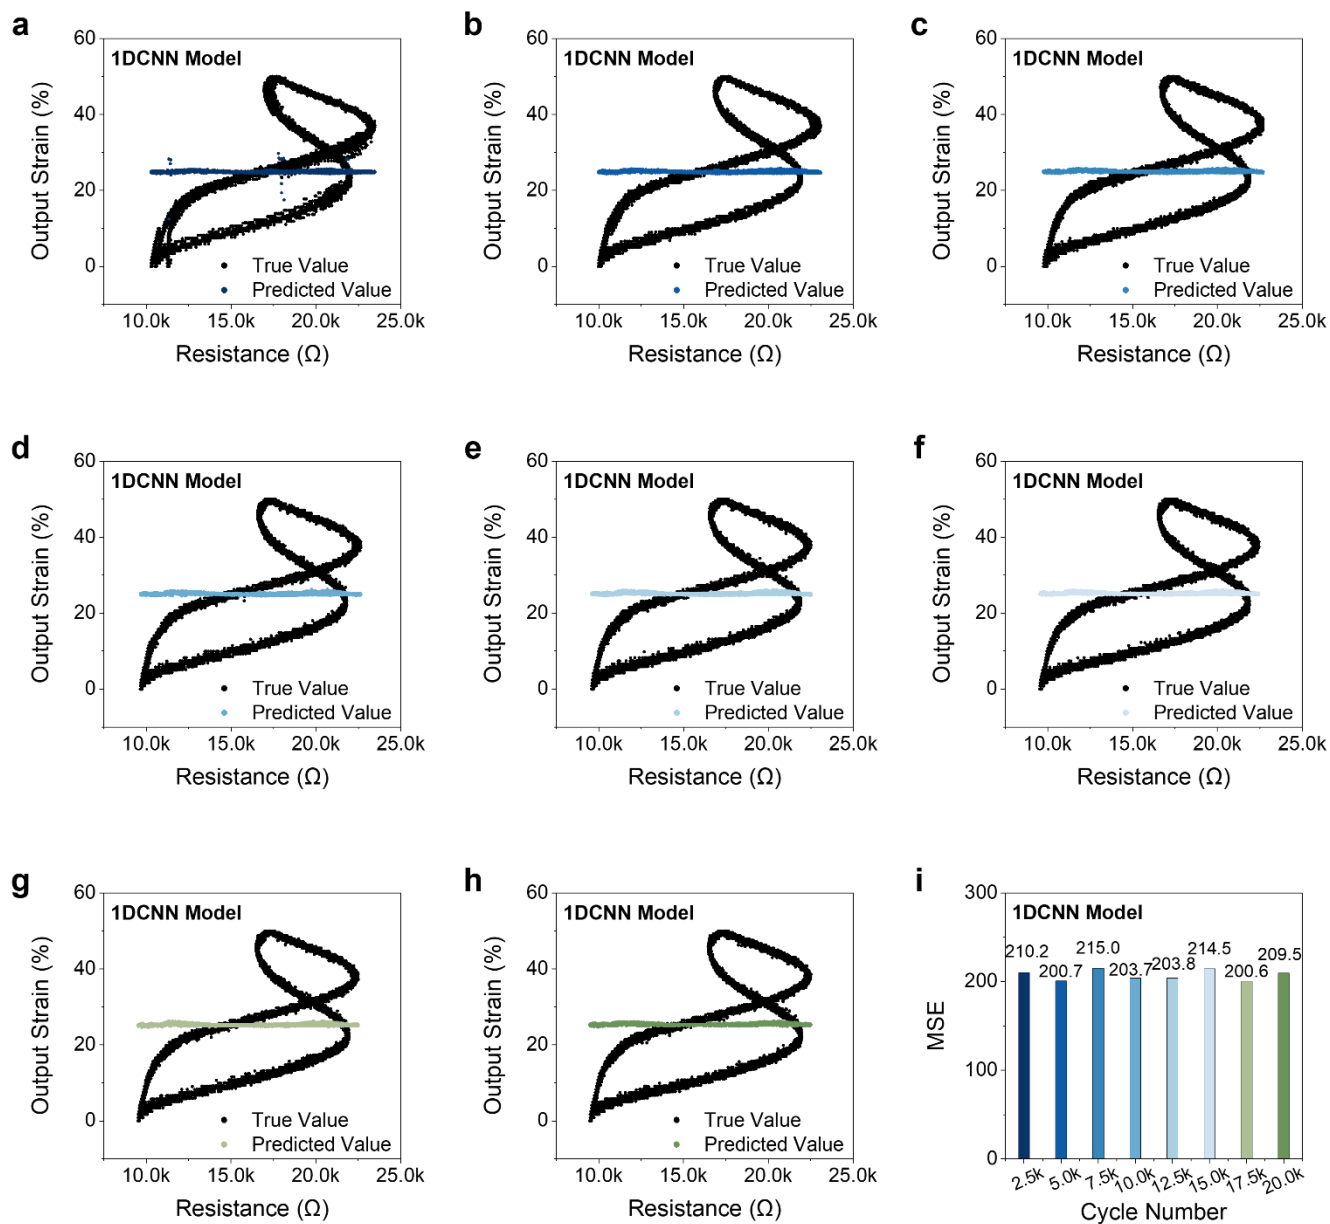 a
60
1DCNN Model
40
20
0
Output Strain (%)
True Value
Predicted Value
10.0k 15.0k 20.0k 25.0k
Resistance (Ω)
b
60
1DCNN Model
40
20
0
Output Strain (%)
True Value
Predicted Value
10.0k 15.0k 20.0k 25.0k
Resistance (Ω)
c
60
1DCNN Model
40
20
0
Output Strain (%)
True Value
Predicted Value
10.0k 15.0k 20.0k 25.0k
Resistance (Ω)
d
60
1DCNN Model
40
20
0
Output Strain (%)
True Value
Predicted Value
10.0k 15.0k 20.0k 25.0k
Resistance (Ω)
e
60
1DCNN Model
40
20
0
Output Strain (%)
True Value
Predicted Value
10.0k 15.0k 20.0k 25.0k
Resistance (Ω)
f
60
1DCNN Model
40
20
0
Output Strain (%)
True Value
Predicted Value
10.0k 15.0k 20.0k 25.0k
Resistance (Ω)
g
60
1DCNN Model
40
20
0
Output Strain (%)
True Value
Predicted Value
10.0k 15.0k 20.0k 25.0k
Resistance (Ω)
h
60
1DCNN Model
40
20
0
Output Strain (%)
True Value
Predicted Value
10.0k 15.0k 20.0k 25.0k
Resistance (Ω)
i
300
1DCNN Model
210.2 200.7 215.0 203.7 203.8 214.5 200.6 209.5
200
100
0
MSE
2.5k 5.0k 7.5k 10.0k 12.5k 15.0k 17.5k 20.0k
Cycle Number